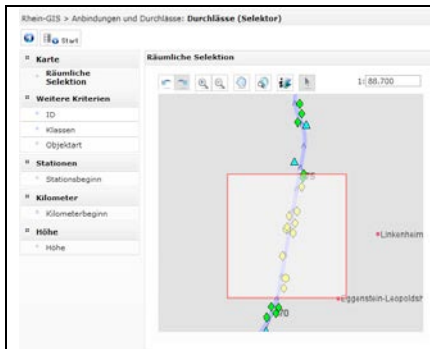 Rhein-GIS > Anbindungen und Durchlässe: Durchlässe (Selektor)
Start
Karte
Räumliche Selektion
Räumliche
Selektion
1: 88.700
Weitere Kriterien
ID
Klassen
Objektart
Stationen
Stationsbeginn
Kilometer
Kilometerbeginn
Höhe
Höhe
Linkenheim
Eggenstein-Leopoldsh
70